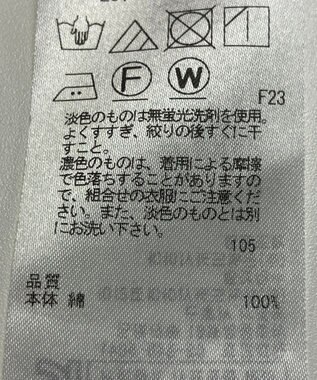 F
W
F23
淡色のものは無蛍光洗剤を使用。
よくすすぎ、絞りの後すぐに干
すこと。
濃色のものは、着用による摩擦
で色落ちすることがありますの
で、組合せの衣服にご注意くださ
い。また、淡色のものとは別
にお洗い下さい。
105
品質
本体 綿 100%